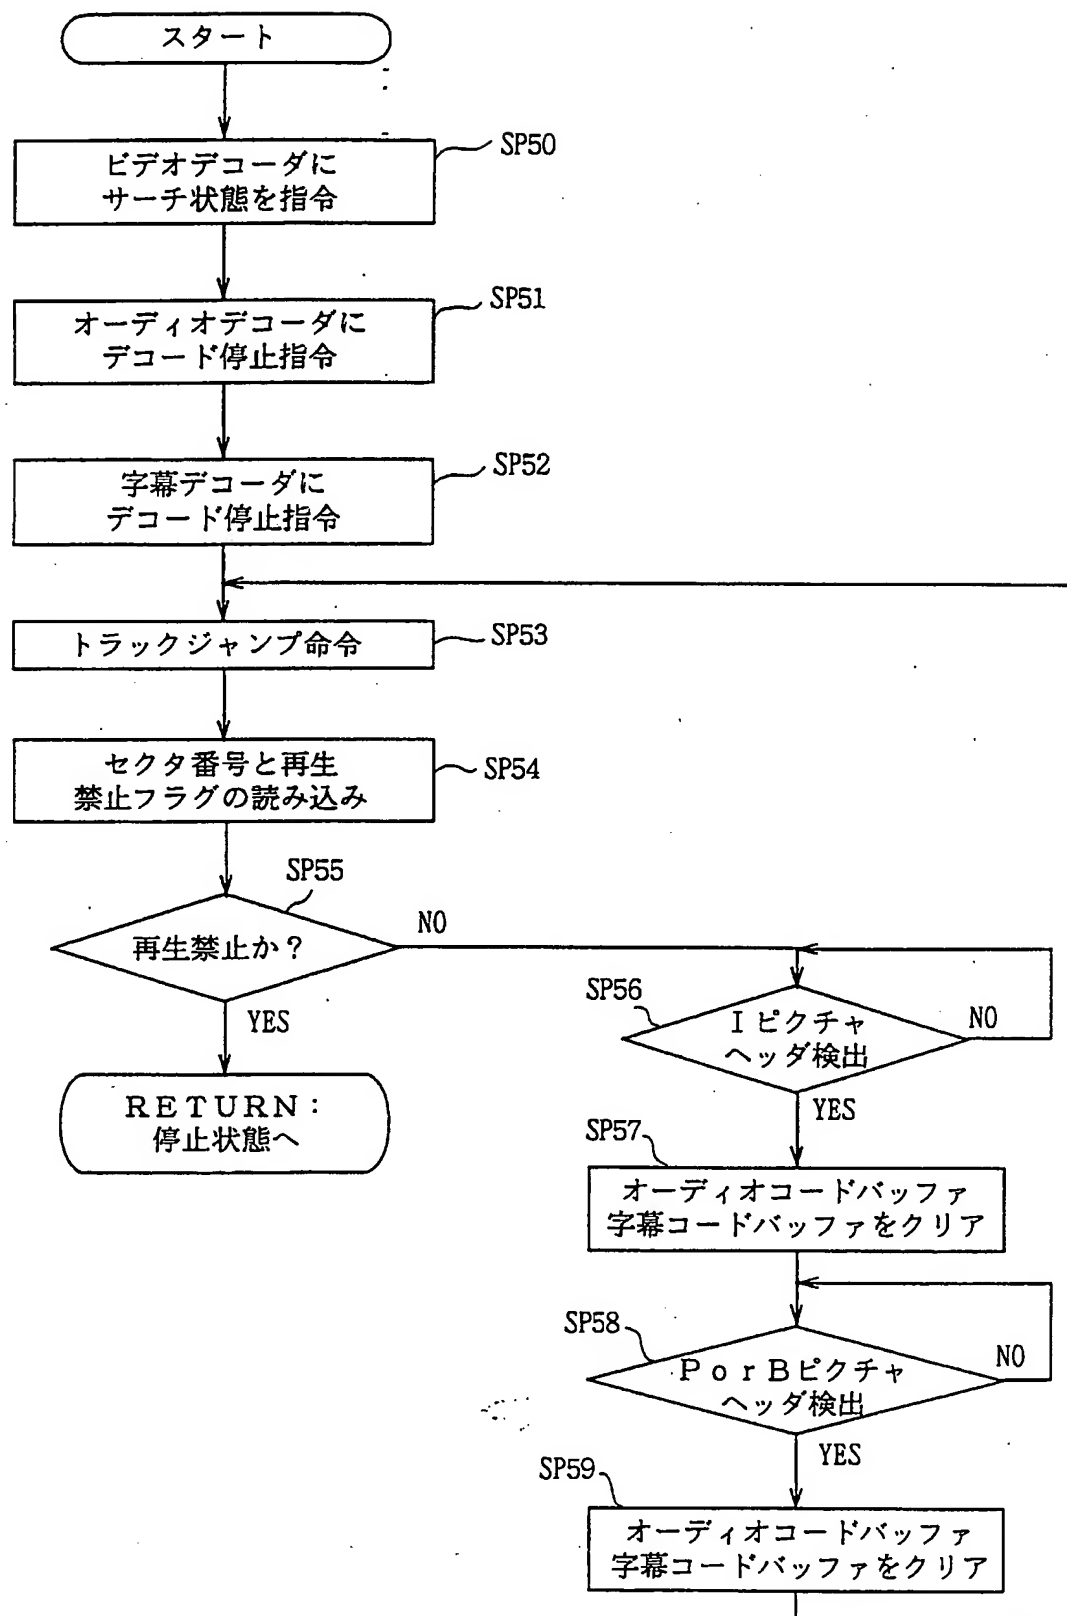 スタート
SP50
ビデオデコーダに
サーチ状態を指令
SP51
オーディオデコーダに
デコード停止指令
SP52
字幕デコーダに
デコード停止指令
SP53
トラックジャンプ命令
SP54
セクタ番号と再生
禁止フラグの読み込み
SP55
再生禁止か?
NO
YES
RETURN:
停止状態へ
SP56
Iピクチャ
ヘッダ検出
NO
YES
SP57
オーディオコードバッファ
字幕コードバッファをクリア
SP58
PorBピクチャ
ヘッダ検出
NO
YES
SP59
オーディオコードバッファ
字幕コードバッファをクリア